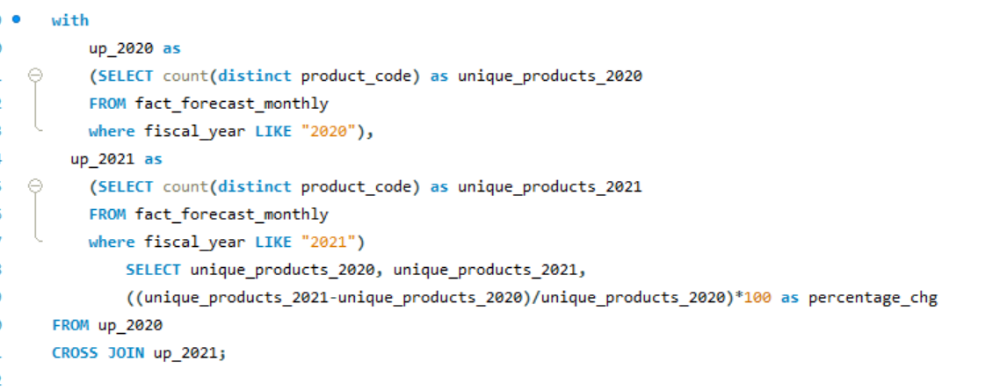 with
up_2020 as
(SELECT count(distinct product_code) as unique_products_2020
FROM fact_forecast_monthly
where fiscal_year LIKE "2020"),
up_2021 as
(SELECT count(distinct product_code) as unique_products_2021
FROM fact_forecast_monthly
where fiscal_year LIKE "2021")
SELECT unique_products_2020, unique_products_2021,
((unique_products_2021-unique_products_2020)/unique_products_2020)*100 as percentage_chg
FROM up_2020
CROSS JOIN up_2021;